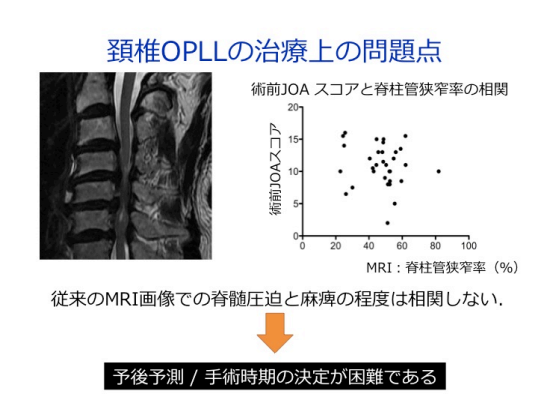 頚椎OPLLの治療上の問題点
術前JOA スコアと脊柱管狭窄率の相関
術前JOAスコア
20
15
10
5
0
0 20 40 60 80 100
MRI：脊柱管狭窄率（%）
従来のMRI画像での脊髄圧迫と麻痺の程度は相関しない.
予後予測 / 手術時期の決定が困難である